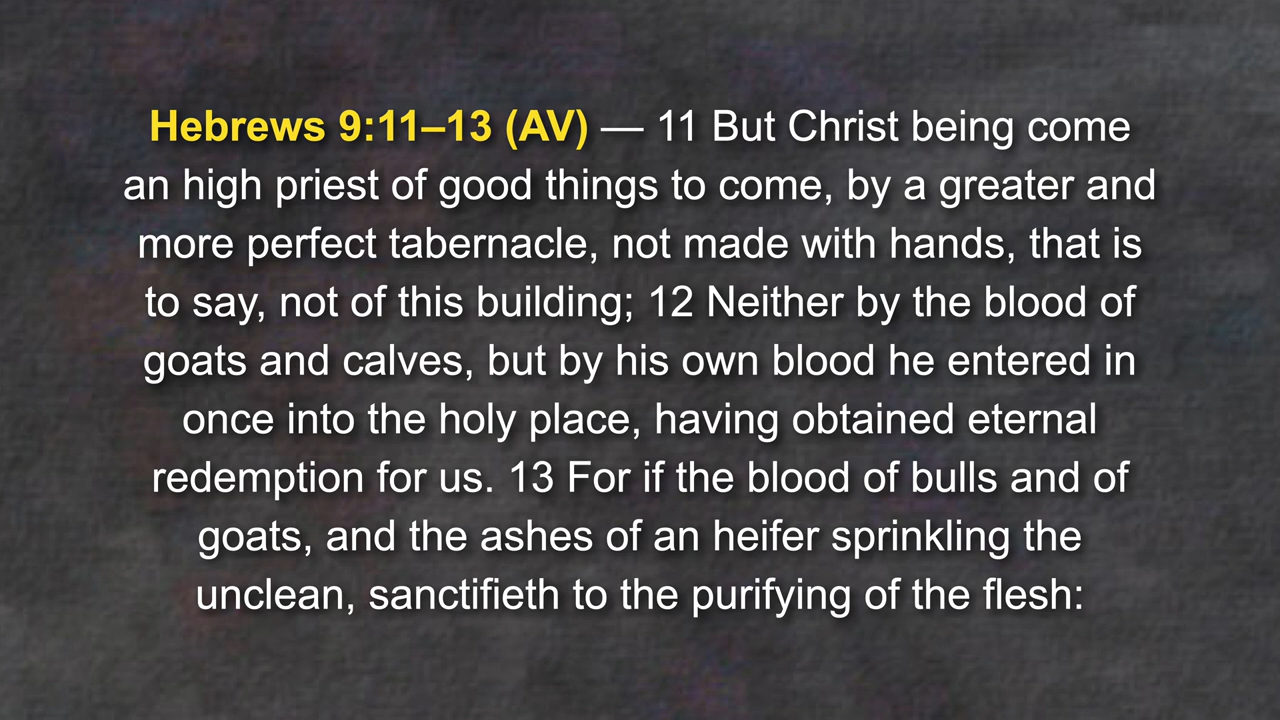 Hebrews 9:11–13 (AV) — 11 But Christ being come
an high priest of good things to come, by a greater and
more perfect tabernacle, not made with hands, that is
to say, not of this building; 12 Neither by the blood of
goats and calves, but by his own blood he entered in
once into the holy place, having obtained eternal
redemption for us. 13 For if the blood of bulls and of
goats, and the ashes of an heifer sprinkling the
unclean, sanctifieth to the purifying of the flesh: